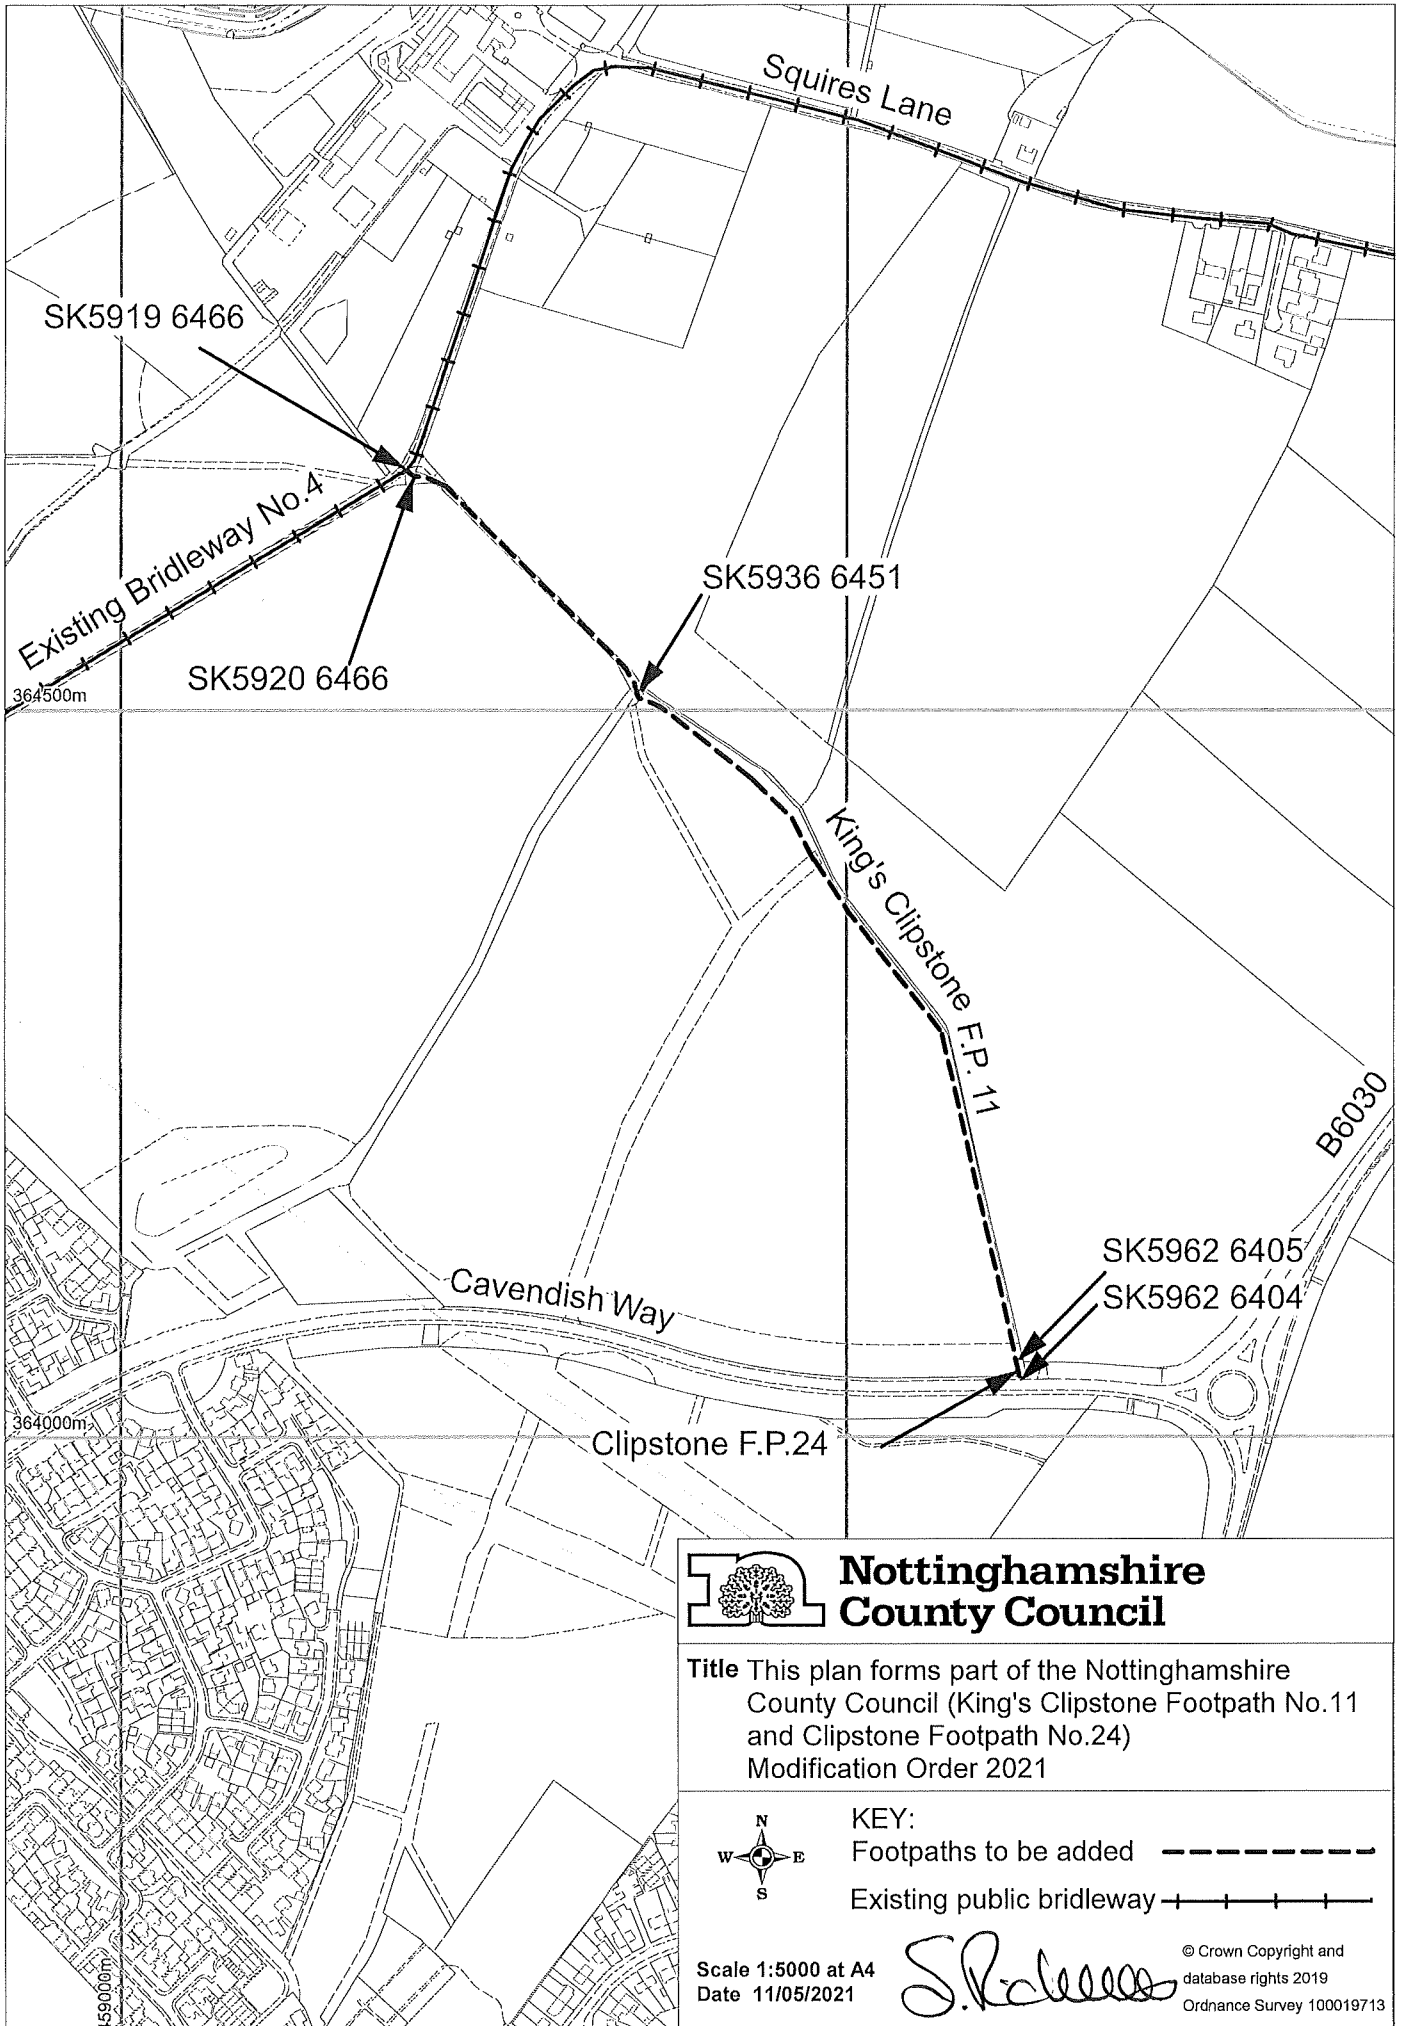 Squires Lane
SK5919 6466
Existing Bridleway No.4
SK5936 6451
SK5920 6466
364500m
King's Clipstone F.P. 11
B6030
SK5962 6405
SK5962 6404
Cavendish Way
364000m
Clipstone F.P.24
Nottinghamshire
County Council
Title This plan forms part of the Nottinghamshire
County Council (King's Clipstone Footpath No.11
and Clipstone Footpath No.24)
Modification Order 2021
N
W E
S
KEY:
Footpaths to be added
Existing public bridleway
Scale 1:5000 at A4
Date 11/05/2021
© Crown Copyright and
database rights 2019
Ordnance Survey 100019713
459000m